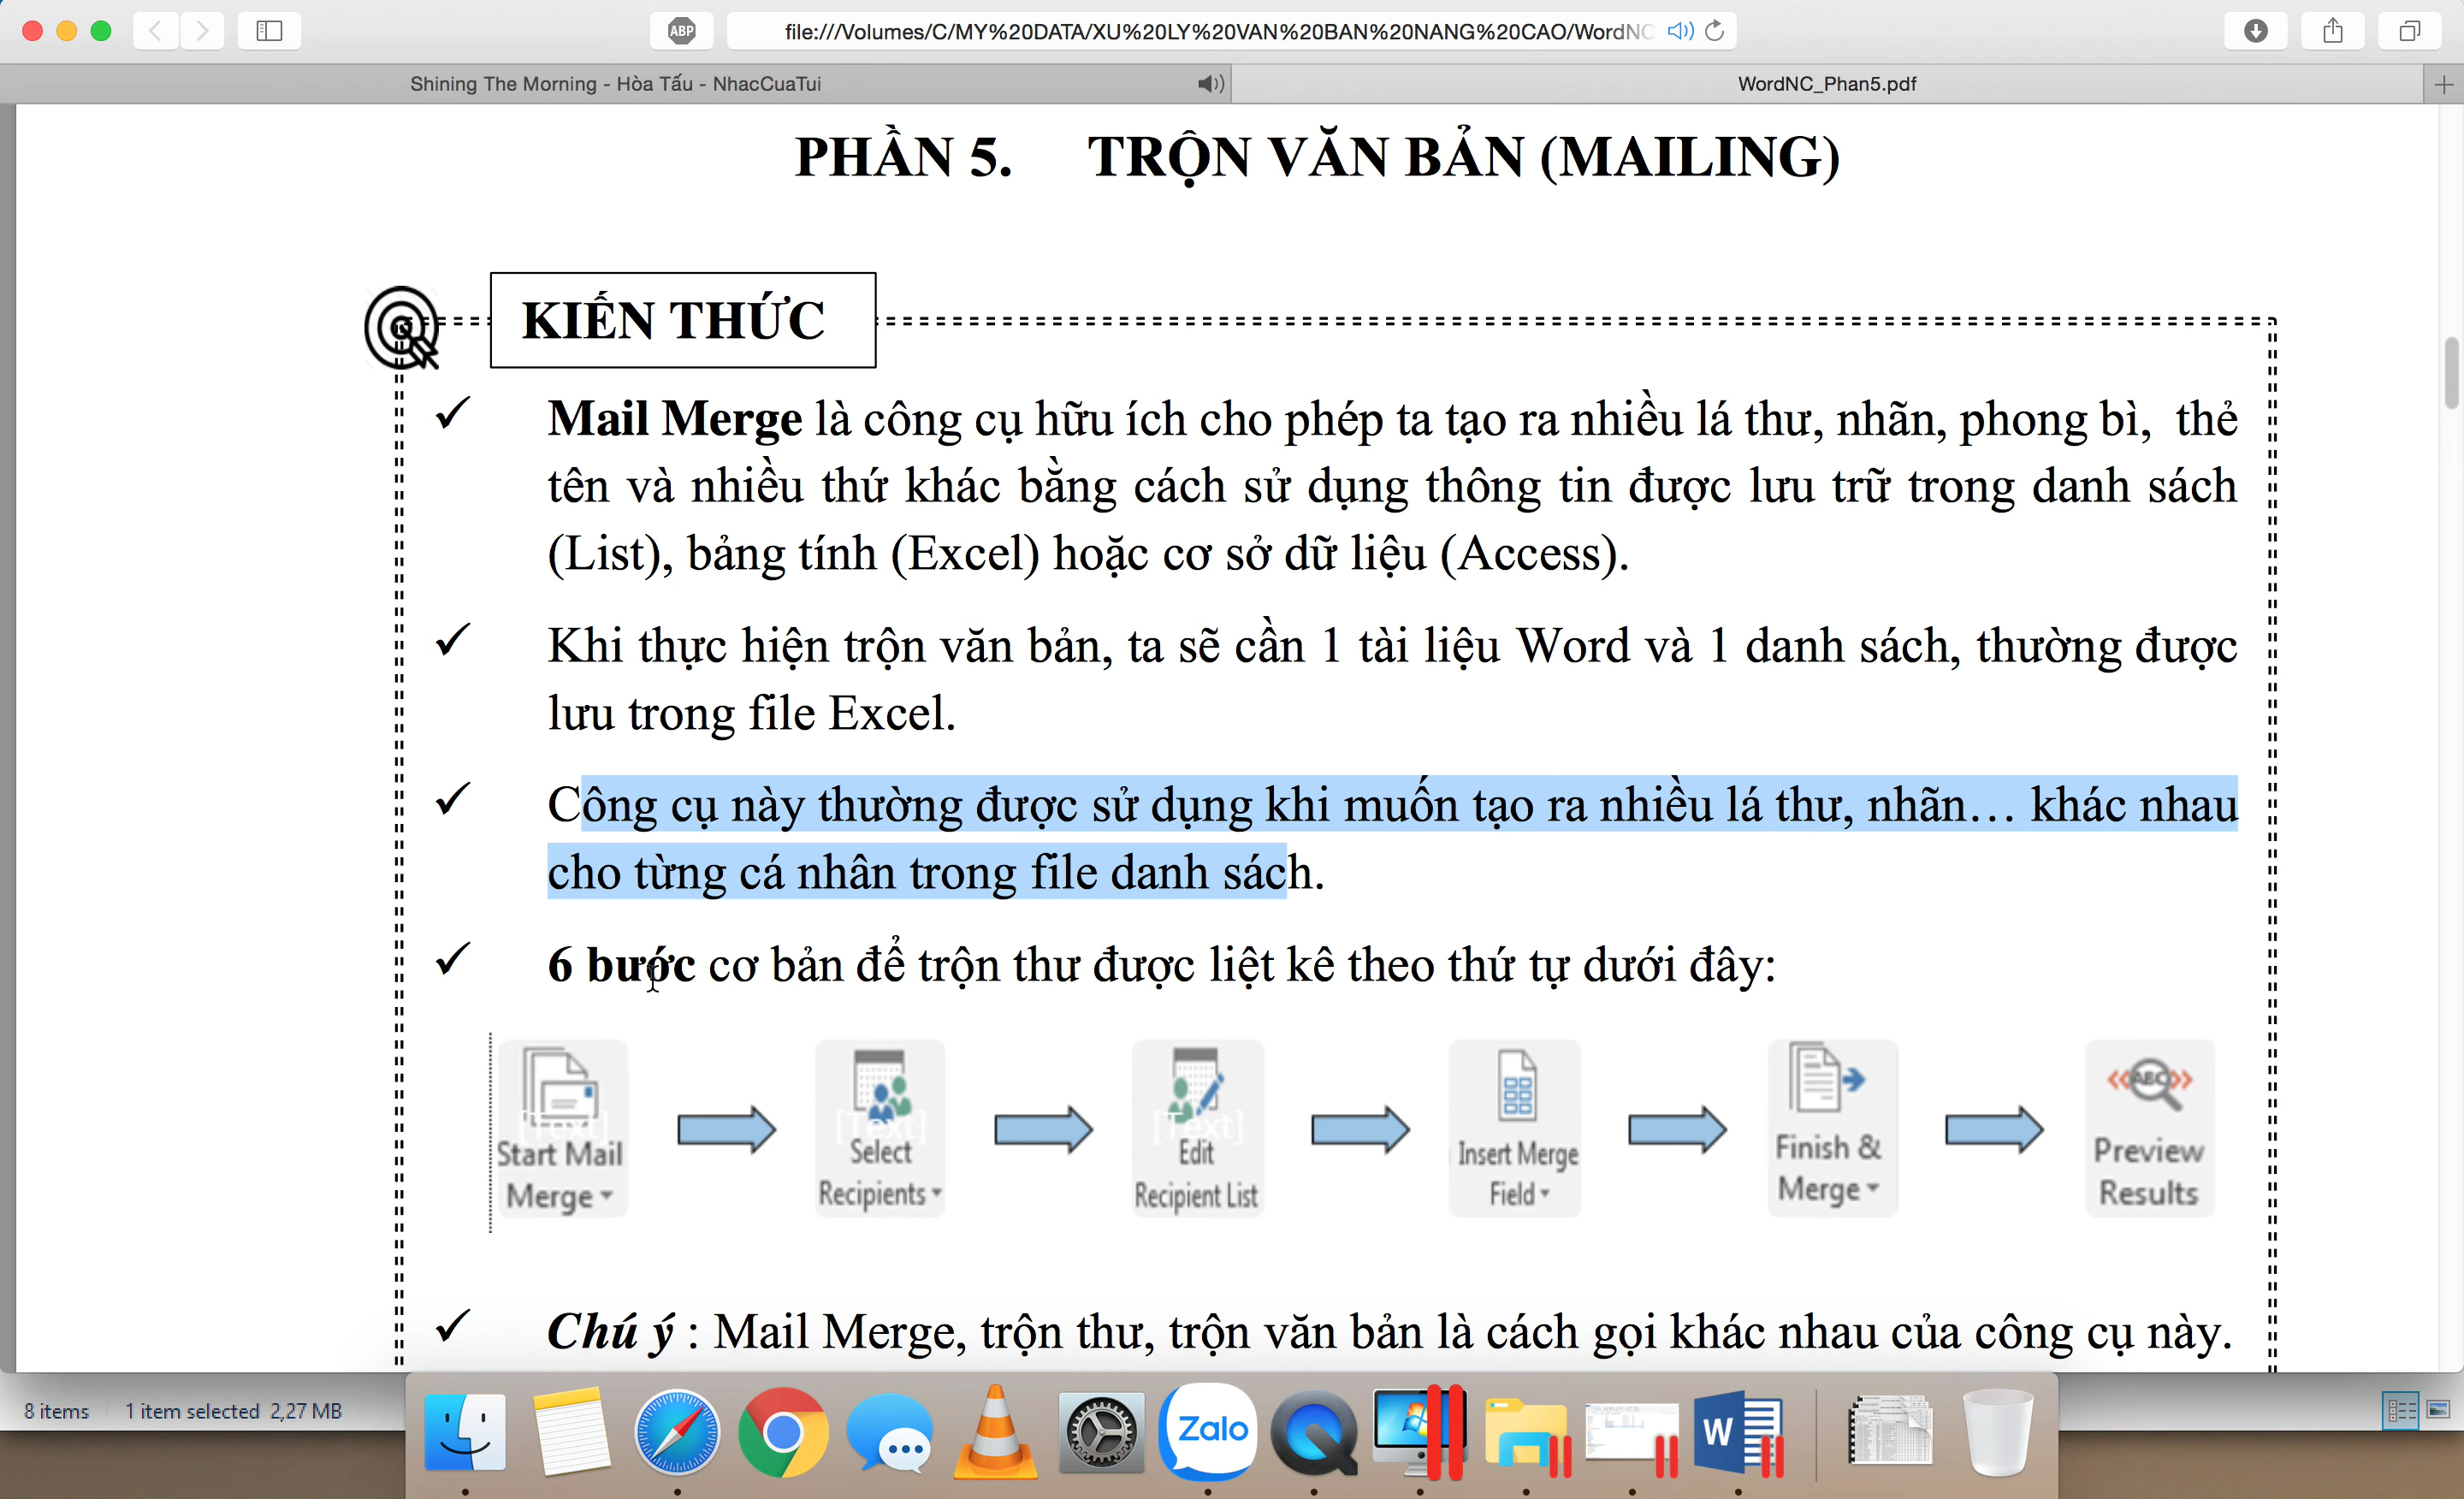 ABP
file:///Volumes/C/MY%20DATA/XU%20LY%20VAN%20BAN%20NANG%20CAO/WordNC
Shining The Morning - Hòa Tấu - NhacCuaTui
WordNC_Phan5.pdf
PHẦN 5. TRỘN VĂN BẢN (MAILING)
KIẾN THỨC
✓ Mail Merge là công cụ hữu ích cho phép ta tạo ra nhiều lá thư, nhãn, phong bì, thẻ
tên và nhiều thứ khác bằng cách sử dụng thông tin được lưu trữ trong danh sách
(List), bảng tính (Excel) hoặc cơ sở dữ liệu (Access).
✓ Khi thực hiện trộn văn bản, ta sẽ cần 1 tài liệu Word và 1 danh sách, thường được
lưu trong file Excel.
✓ Công cụ này thường được sử dụng khi muốn tạo ra nhiều lá thư, nhãn… khác nhau
cho từng cá nhân trong file danh sách.
✓ 6 bước cơ bản để trộn thư được liệt kê theo thứ tự dưới đây:
[Text]
Start Mail
Merge
[Text]
Select
Recipients
[Text]
Edit
Recipient List
Insert Merge
Field
Finish &
Merge
«ABC»
Preview
Results
✓ Chú ý : Mail Merge, trộn thư, trộn văn bản là cách gọi khác nhau của công cụ này.
8 items 1 item selected 2,27 MB
Zalo
W